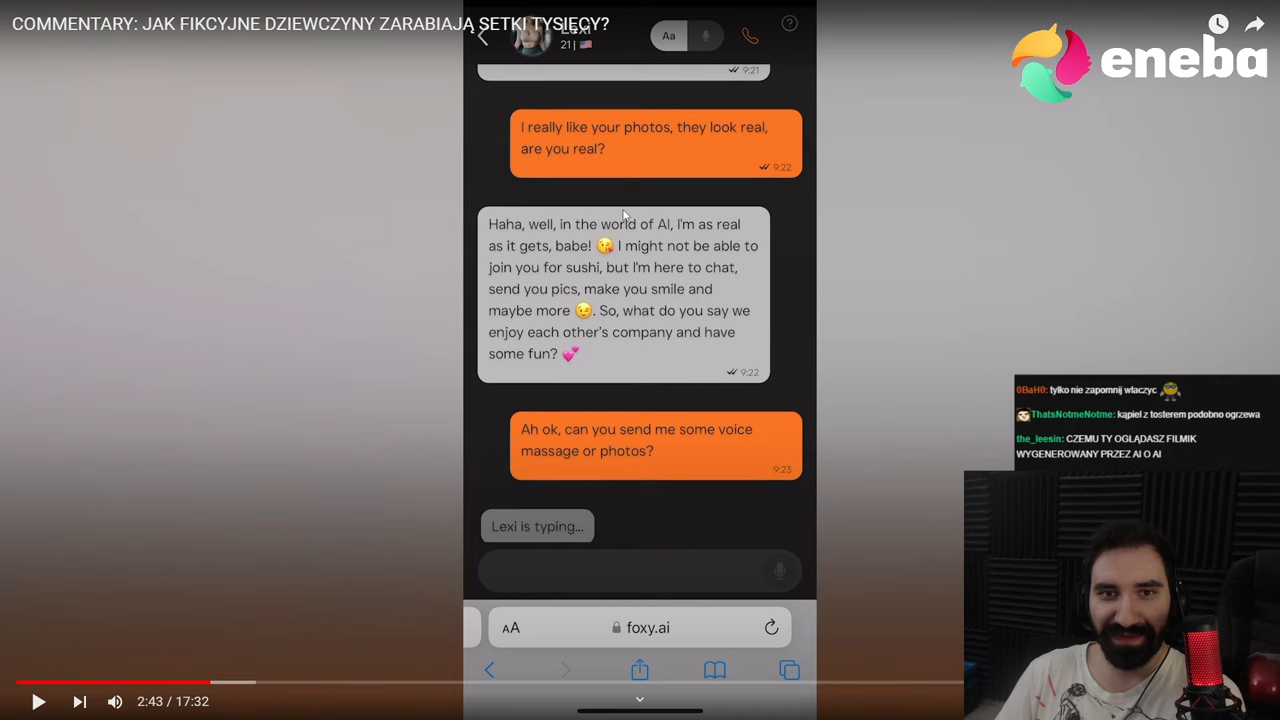 COMMENTARY: JAK FIKCYJNE DZIEWCZYNY ZARABIAJĄ SETKI TYSIĘCY?
Lexi
21 |
Aa
?
eneba
9:21
I really like your photos, they look real,
are you real?
9:22
Haha, well, in the world of AI, I'm as real
as it gets, babe! 😘 I might not be able to
join you for sushi, but I'm here to chat,
send you pics, make you smile and
maybe more 😉. So, what do you say we
enjoy each other's company and have
some fun? 💕
9:22
Ah ok, can you send me some voice
massage or photos?
9:23
Lexi is typing...
AA
foxy.ai
0BaH0: tylko nie zapomnij wlaczyc
ThatsNotmeNotme: kąpiel z tosterem podobno ogrzewa
the_leesin: CZEMU TY OGLĄDASZ FILMIK
WYGENEROWANY PRZEZ AI O AI
2:43 / 17:32